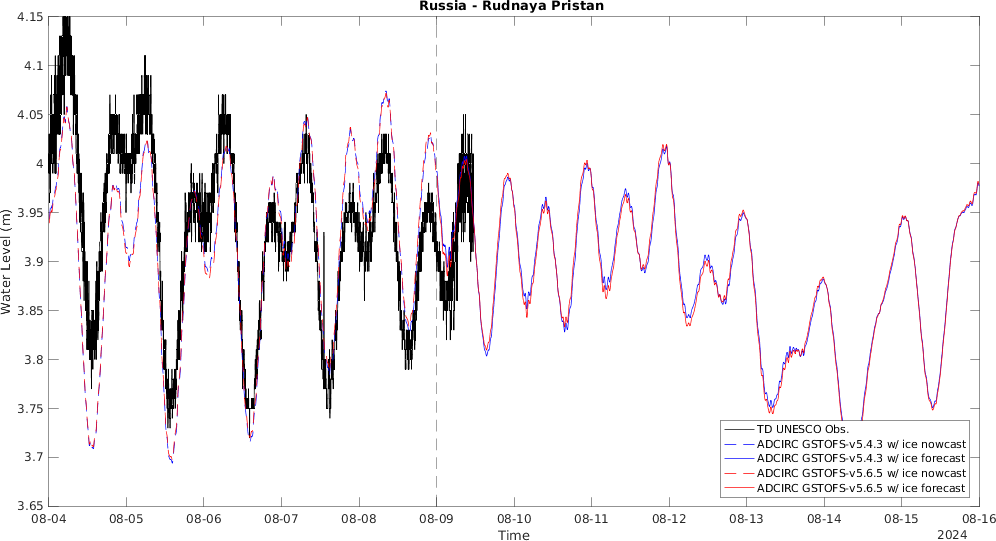 Russia - Rudnaya Pristan
4.15
4.1
4.05
4
3.95
3.9
3.85
3.8
3.75
3.7
3.65
Water Level (m)
TD UNESCO Obs.
ADCIRC GSTOFS-v5.4.3 w/ ice nowcast
ADCIRC GSTOFS-v5.4.3 w/ ice forecast
ADCIRC GSTOFS-v5.6.5 w/ ice nowcast
ADCIRC GSTOFS-v5.6.5 w/ ice forecast
08-04 08-05 08-06 08-07 08-08 08-09 08-10 08-11 08-12 08-13 08-14 08-15 08-16
Time
2024